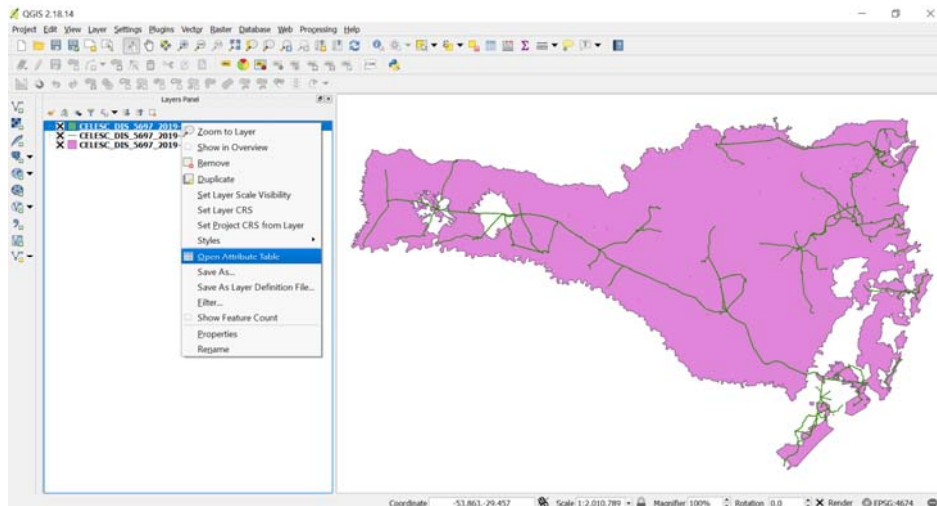 QGIS 2.18.14
Project Edit View Layer Settings Plugins Vector Raster Database Web Processing Help
Layers Panel
CELESC_DIS_5697_2019-
CELESC_DIS_5697_2019-
CELESC_DIS_5697_2019-
Zoom to Layer
Show in Overview
Remove
Duplicate
Set Layer Scale Visibility
Set Layer CRS
Set Project CRS from Layer
Styles
Open Attribute Table
Save As...
Save As Layer Definition File...
Filter...
Show Feature Count
Properties
Rename
Coordinate -53.863,-29.457 Scale 1:2.010.789 Magnifier 100% Rotation 0,0 Render EPSG:4674